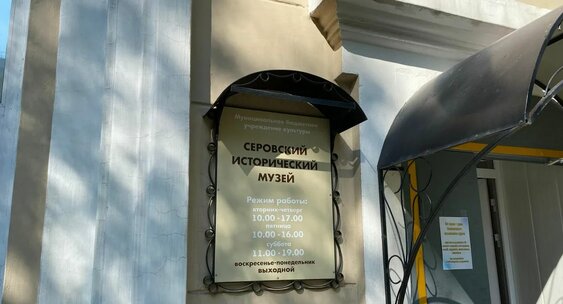 Муниципальное бюджетное
учреждение культуры
СЕРОВСКИЙ
ИСТОРИЧЕСКИЙ
МУЗЕЙ
Режим работы:
вторник-четверг
10.00 - 17.00
пятница
10.00 - 16.00
суббота
11.00 - 19.00
воскресенье-понедельник
ВЫХОДНОЙ